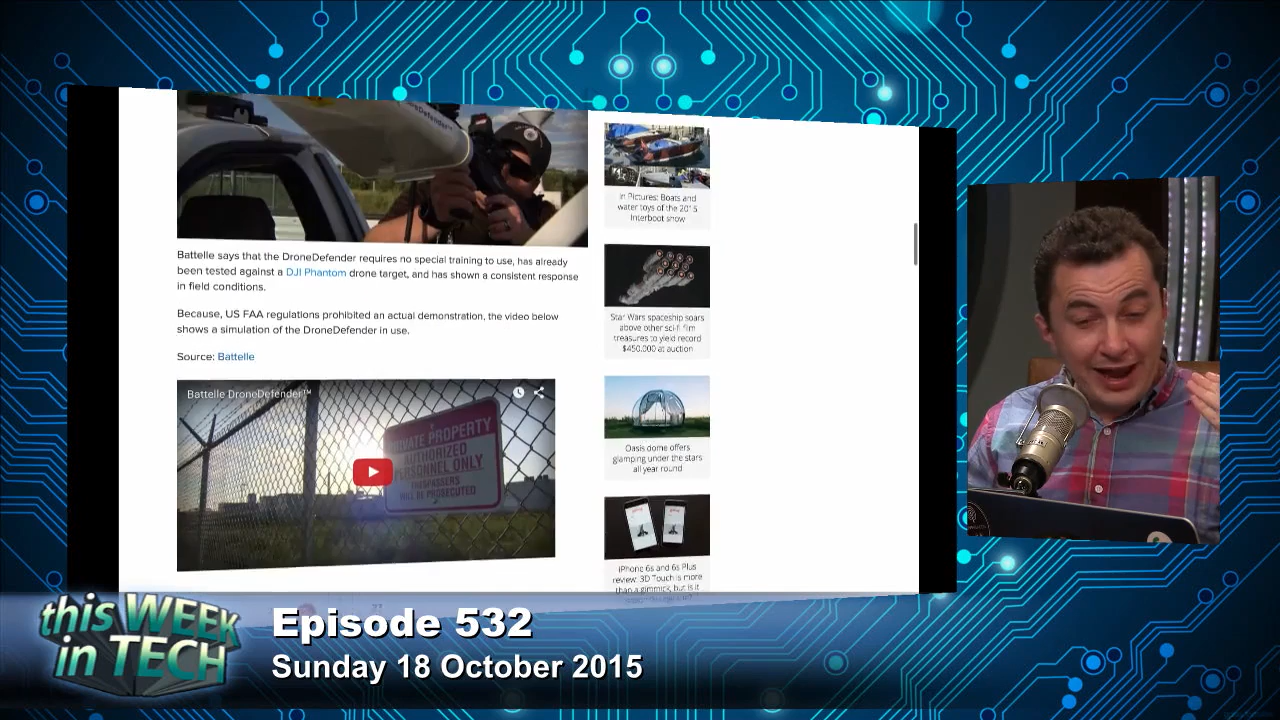 DroneDefender™
Battelle says that the DroneDefender requires no special training to use, has already
been tested against a DJI Phantom drone target, and has shown a consistent response
in field conditions.
Because, US FAA regulations prohibited an actual demonstration, the video below
shows a simulation of the DroneDefender in use.
Source: Battelle
Battelle DroneDefender™
PRIVATE PROPERTY
AUTHORIZED
PERSONNEL ONLY
TRESPASSERS
WILL BE PROSECUTED
In Pictures: Boats and
water toys of the 2015
Interboot show
Star Wars spaceship soars
above other sci-fi film
treasures to yield record
$450,000 at auction
Oasis dome offers
glamping under the stars
all year round
iPhone 6s and 6s Plus
review: 3D Touch is more
than a gimmick, but is it
this WEEK
in TECH
Episode 532
Sunday 18 October 2015